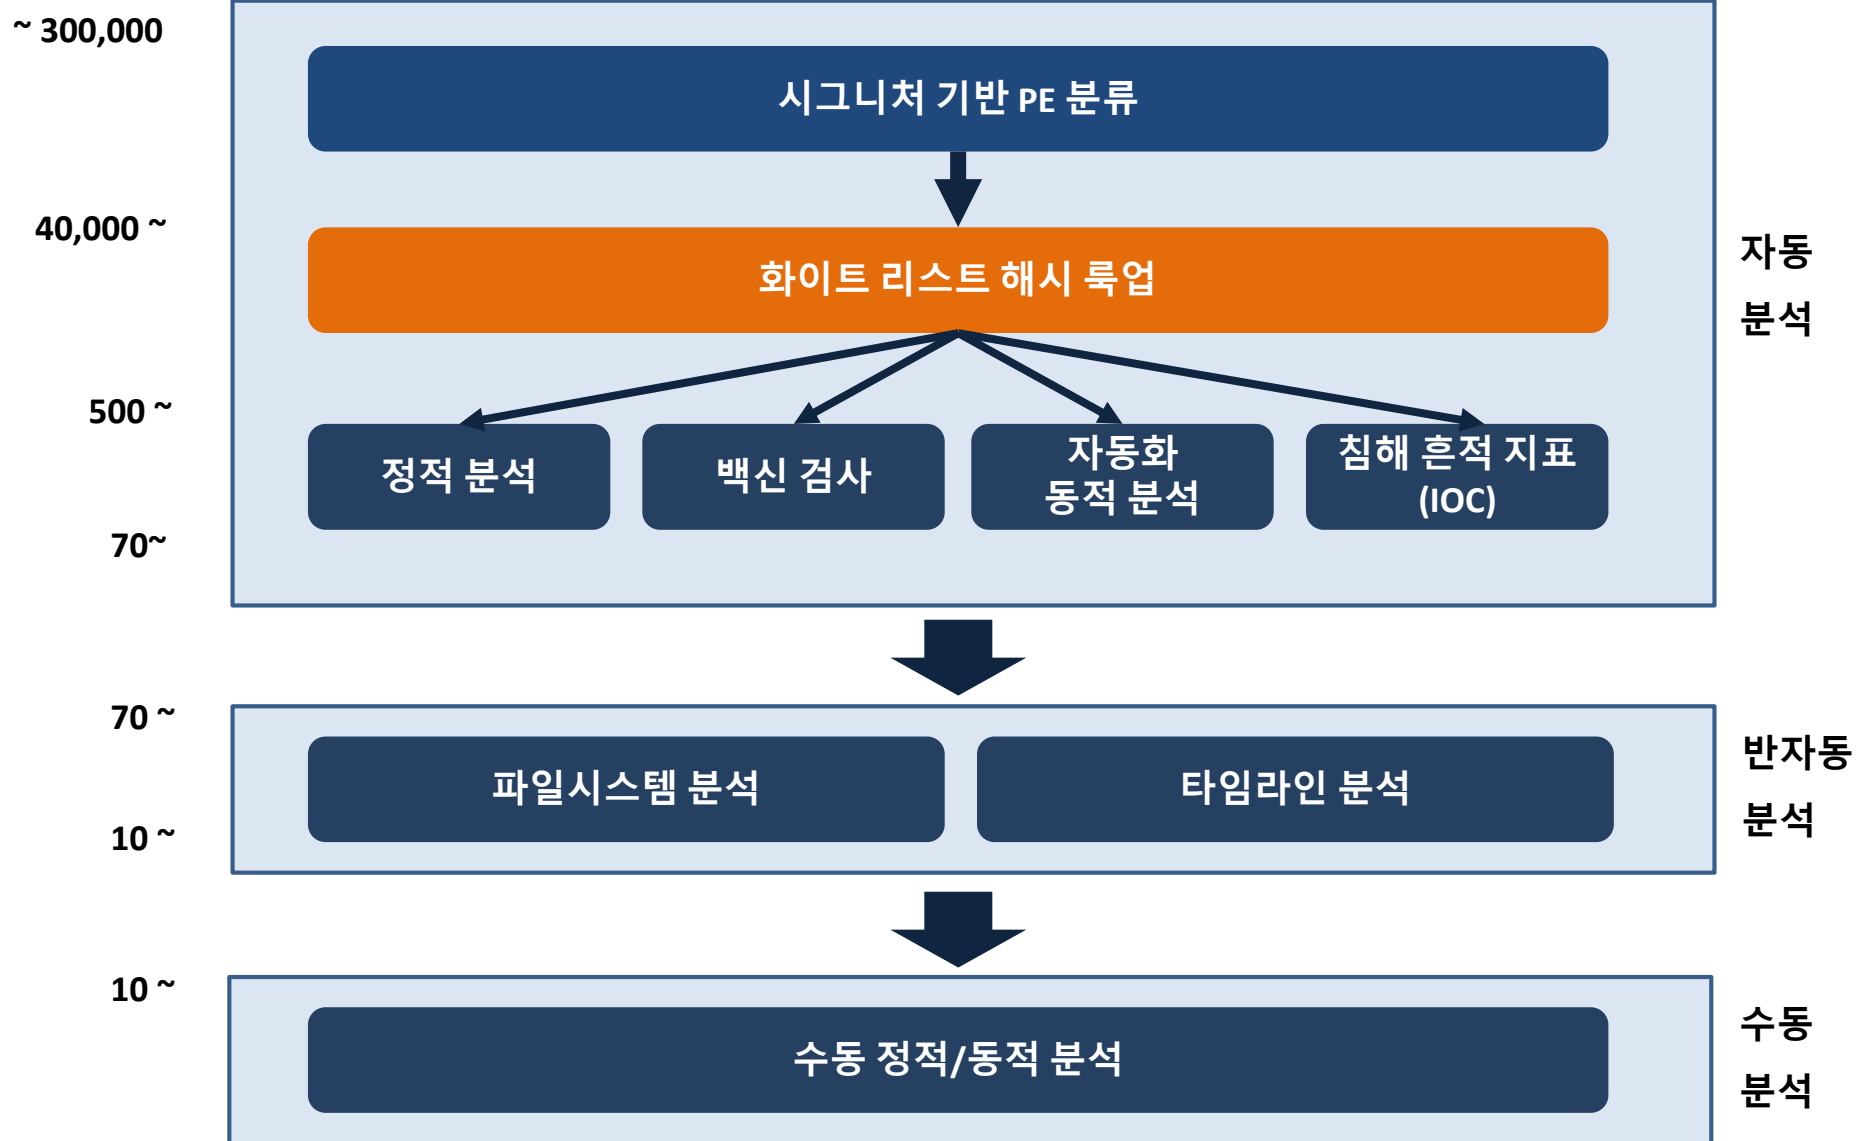 ~ 300,000
시그니쳐 기반 PE 분류
40,000 ~
화이트 리스트 해시 룩업
자동
분석
500 ~
정적 분석
백신 검사
자동화
동적 분석
침해 흔적 지표
(IOC)
70~
70 ~
파일시스템 분석
타임라인 분석
반자동
분석
10 ~
10 ~
수동 정적/동적 분석
수동
분석